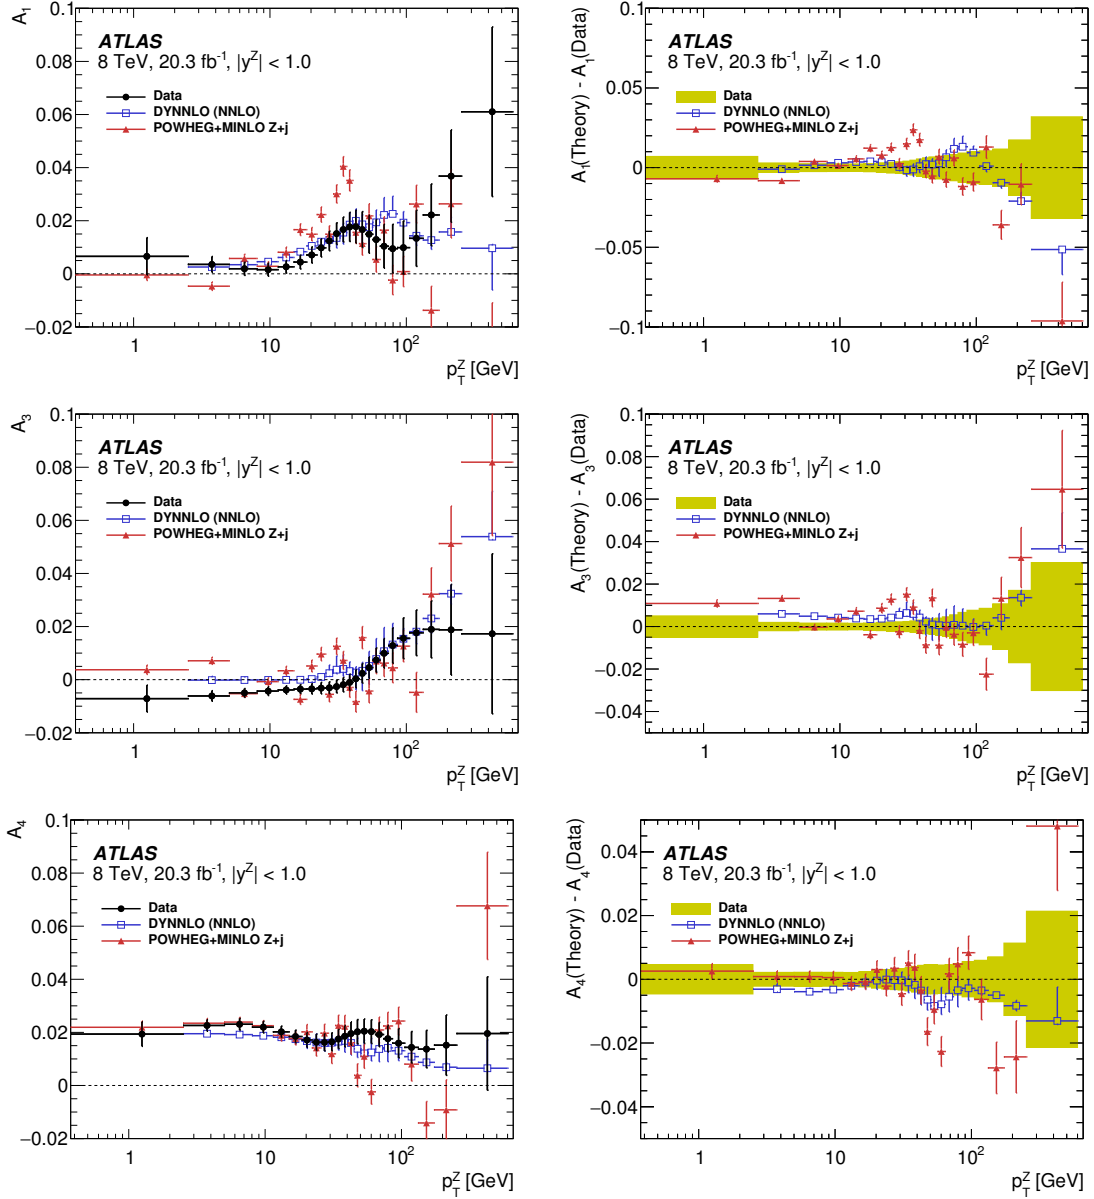 A1
0.1
0.08
0.06
0.04
0.02
0
−0.02
ATLAS
8 TeV, 20.3 fb-1, |yZ| < 1.0
Data
DYNNLO (NNLO)
POWHEG+MINLO Z+j
1 10 10²
pTZ [GeV]
A1(Theory) - A1(Data)
0.1
0.05
0
−0.05
−0.1
ATLAS
8 TeV, 20.3 fb-1, |yZ| < 1.0
Data
DYNNLO (NNLO)
POWHEG+MINLO Z+j
1 10 10²
pTZ [GeV]
A3
0.1
0.08
0.06
0.04
0.02
0
−0.02
ATLAS
8 TeV, 20.3 fb-1, |yZ| < 1.0
Data
DYNNLO (NNLO)
POWHEG+MINLO Z+j
1 10 10²
pTZ [GeV]
A3(Theory) - A3(Data)
0.1
0.08
0.06
0.04
0.02
0
−0.02
−0.04
ATLAS
8 TeV, 20.3 fb-1, |yZ| < 1.0
Data
DYNNLO (NNLO)
POWHEG+MINLO Z+j
1 10 10²
pTZ [GeV]
A4
0.1
0.08
0.06
0.04
0.02
0
−0.02
ATLAS
8 TeV, 20.3 fb-1, |yZ| < 1.0
Data
DYNNLO (NNLO)
POWHEG+MINLO Z+j
1 10 10²
pTZ [GeV]
A4(Theory) - A4(Data)
0.04
0.02
0
−0.02
−0.04
ATLAS
8 TeV, 20.3 fb-1, |yZ| < 1.0
Data
DYNNLO (NNLO)
POWHEG+MINLO Z+j
1 10 10²
pTZ [GeV]